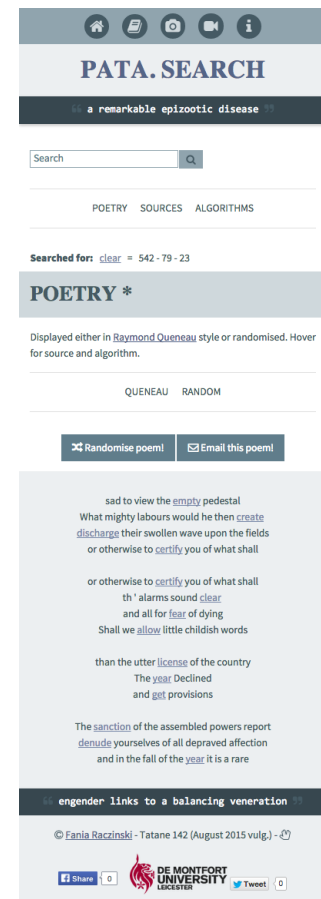 PATA. SEARCH
“ a remarkable epizootic disease ”
Search
POETRY SOURCES ALGORITHMS
Searched for: clear = 542 - 79 - 23
POETRY *
Displayed either in Raymond Queneau style or randomised. Hover
for source and algorithm.
QUENEAU RANDOM
Randomise poem! Email this poem!
sad to view the empty pedestal
What mighty labours would he then create
discharge their swollen wave upon the fields
or otherwise to certify you of what shall
or otherwise to certify you of what shall
th ' alarms sound clear
and all for fear of dying
Shall we allow little childish words
than the utter license of the country
The year Declined
and get provisions
The sanction of the assembled powers report
denude yourselves of all depraved affection
and in the fall of the year it is a rare
“ engender links to a balancing veneration ”
© Fania Raczinski - Tatane 142 (August 2015 vulg.) -
Share 0
DE MONTFORT
UNIVERSITY
LEICESTER
Tweet 0